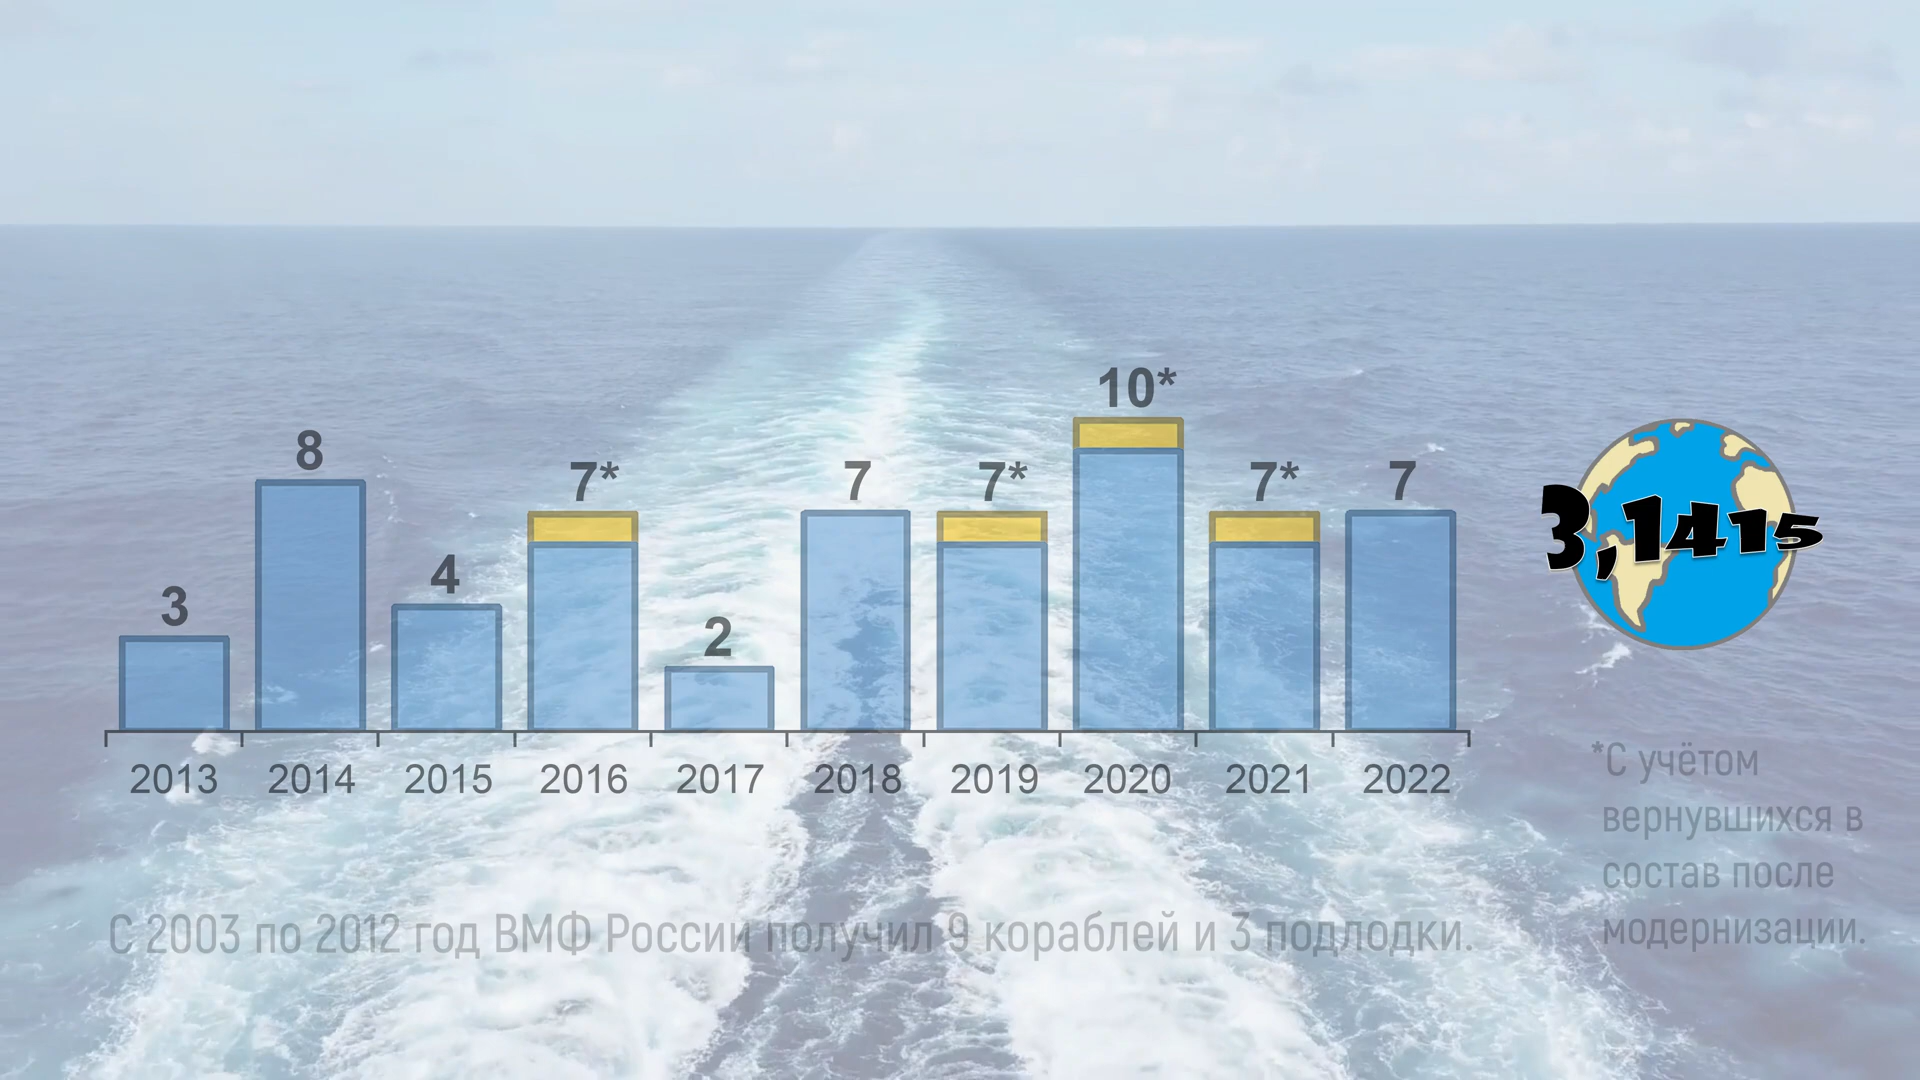 10*
8
7*
7
7*
7*
7
4
3
2
3,1415
2013 2014 2015 2016 2017 2018 2019 2020 2021 2022
*С учётом
вернувшихся в
состав после
модернизации.
С 2003 по 2012 год ВМФ России получил 9 кораблей и 3 подлодки.